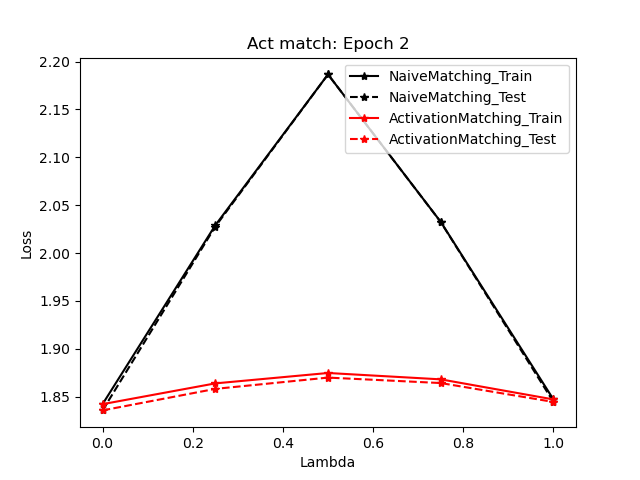 Act match: Epoch 2
2.20
2.15
2.10
2.05
2.00
1.95
1.90
1.85
Loss
NaiveMatching_Train
NaiveMatching_Test
ActivationMatching_Train
ActivationMatching_Test
0.0 0.2 0.4 0.6 0.8 1.0
Lambda